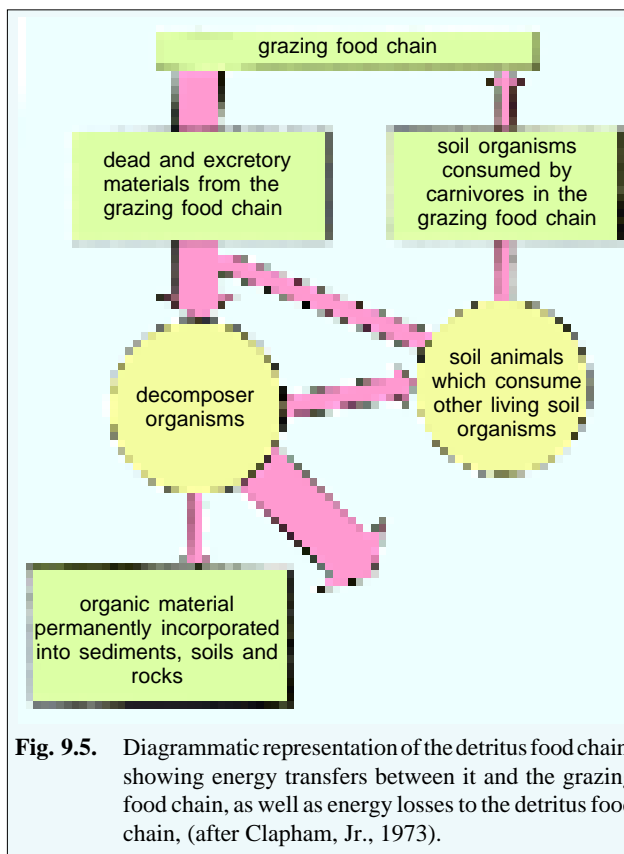 grazing food chain
dead and excretory
materials from the
grazing food chain
soil organisms
consumed by
carnivores in the
grazing food chain
decomposer
organisms
soil animals
which consume
other living soil
organisms
organic material
permanently incorporated
into sediments, soils and
rocks
Fig. 9.5. Diagrammatic representation of the detritus food chain
showing energy transfers between it and the grazing
food chain, as well as energy losses to the detritus food
chain, (after Clapham, Jr., 1973).